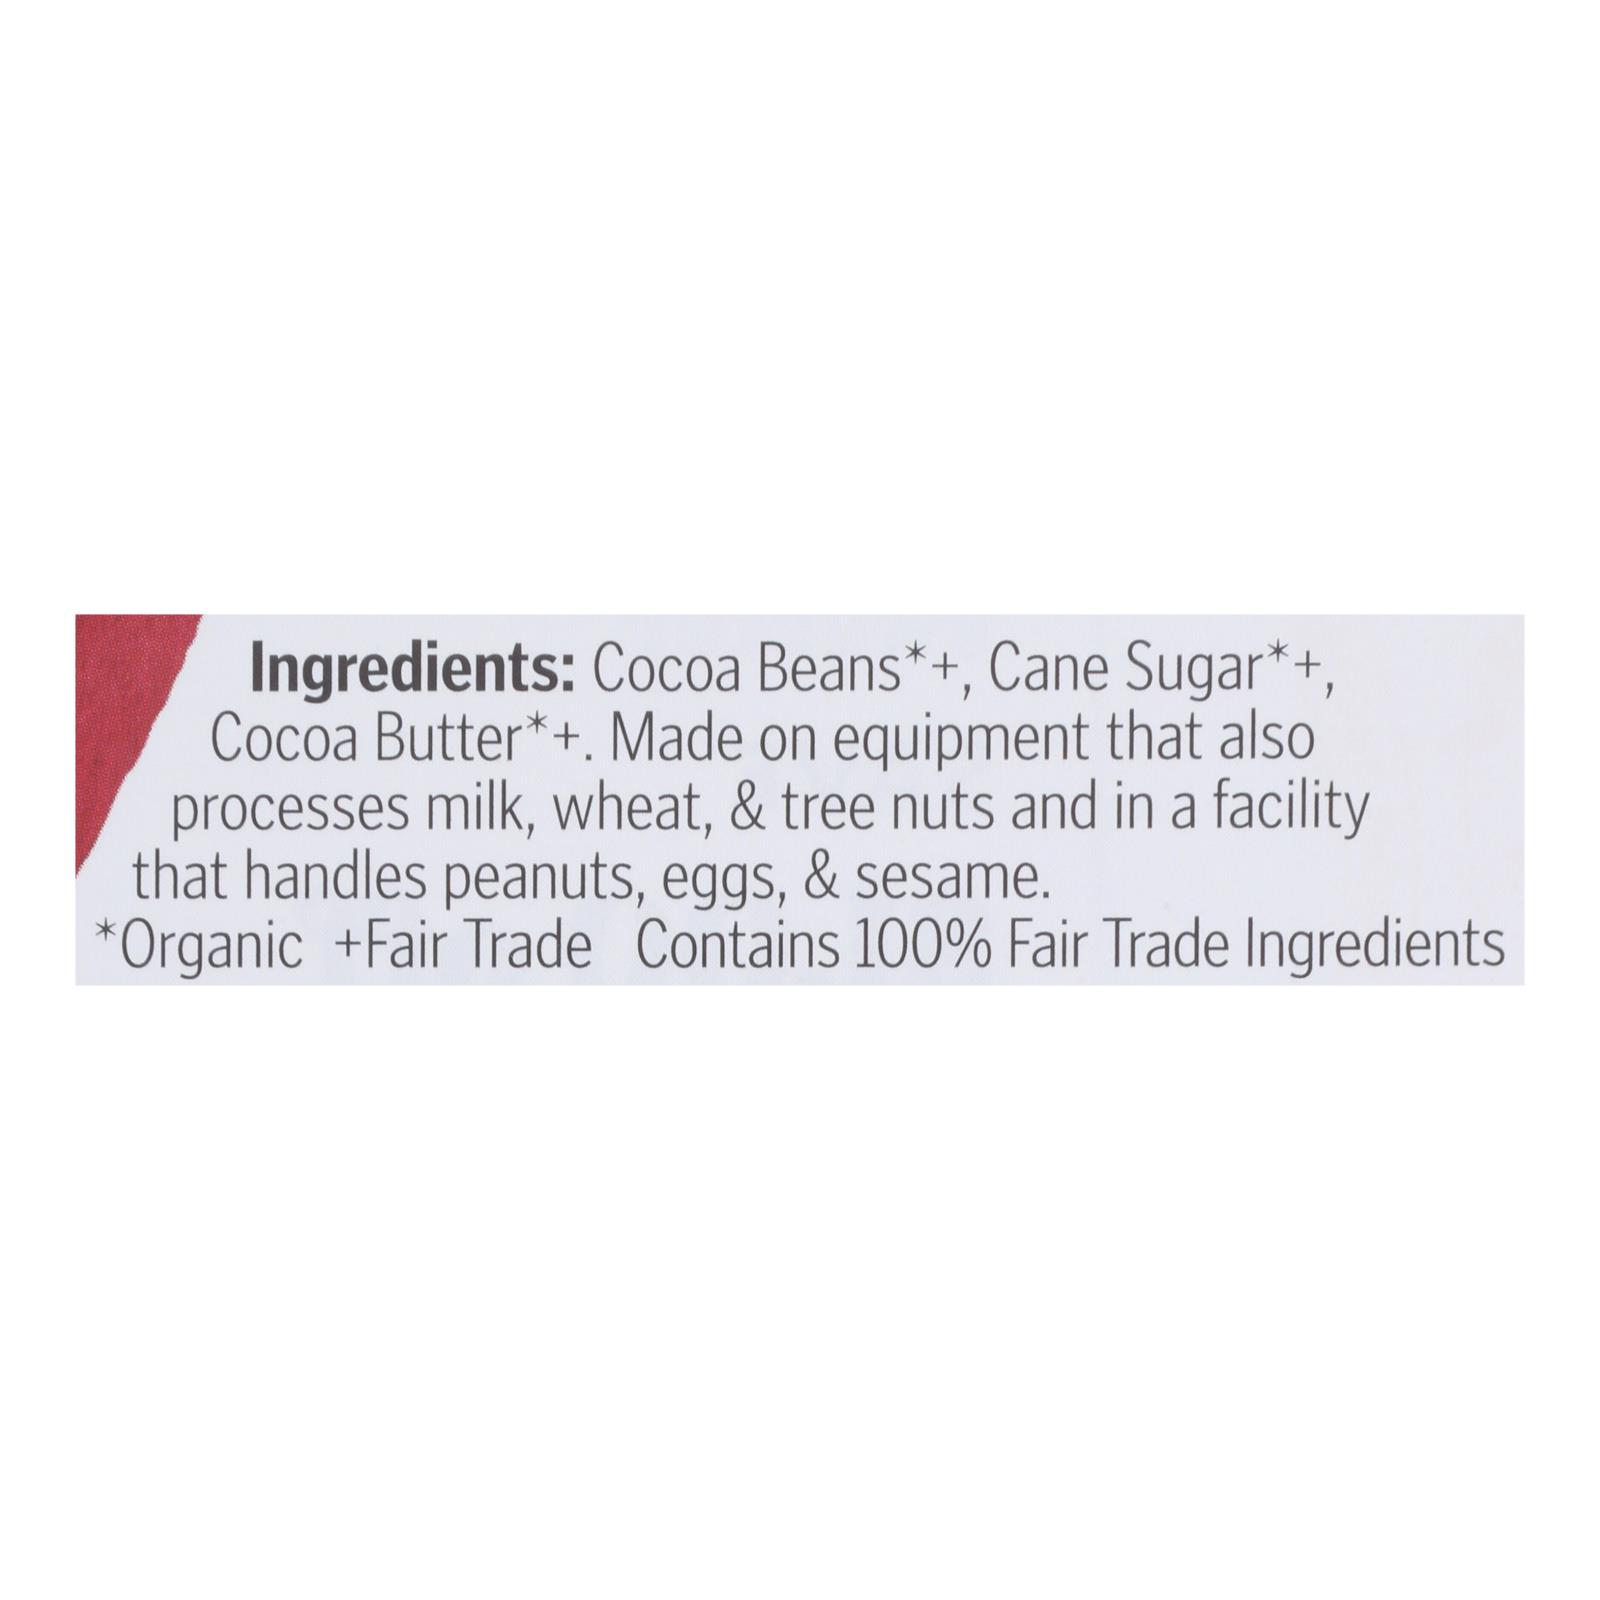 Ingredients: Cocoa Beans*+, Cane Sugar*+,
Cocoa Butter*+. Made on equipment that also
processes milk, wheat, & tree nuts and in a facility
that handles peanuts, eggs, & sesame.
*Organic +Fair Trade Contains 100% Fair Trade Ingredients